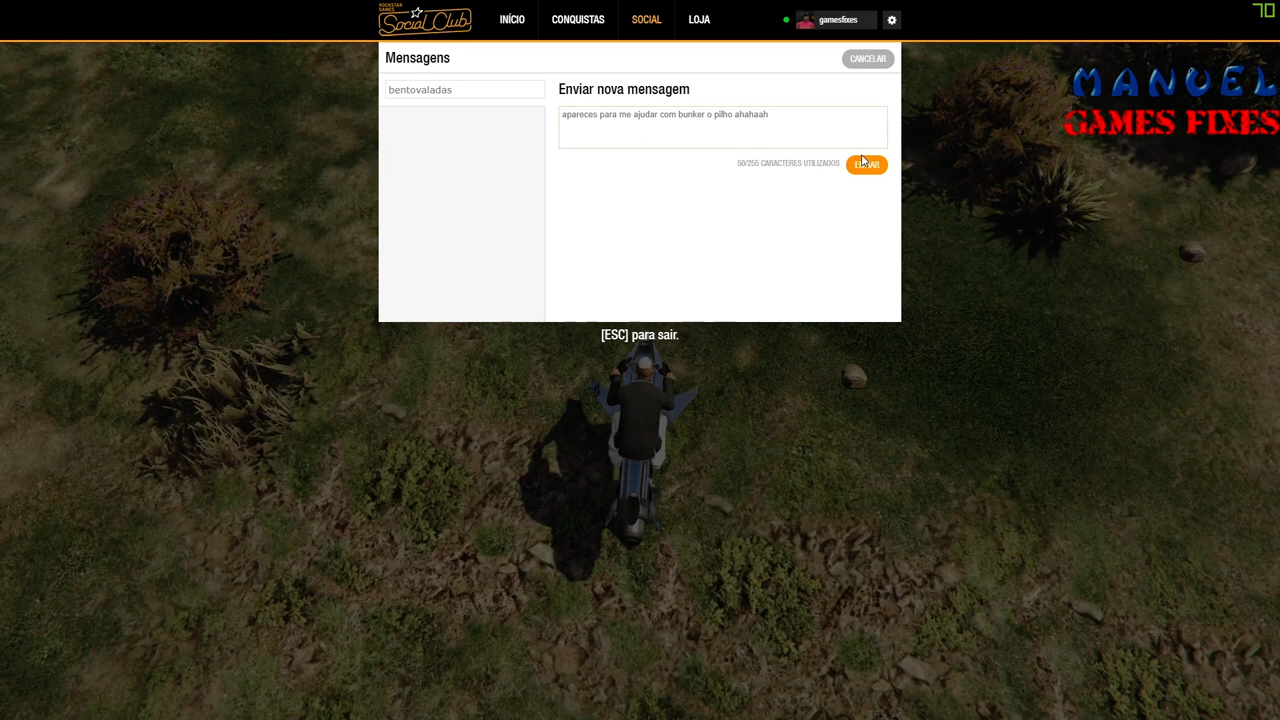 70
ROCKSTAR
GAMES
Social Club
INÍCIO
CONQUISTAS
SOCIAL
LOJA
gamesfixes
Mensagens
CANCELAR
bentovaladas
Enviar nova mensagem
apareces para me ajudar com bunker o pilho ahahaah
50/255 CARACTERES UTILIZADOS
[ESC] para sair.
MANUEL
GAMES FIXES